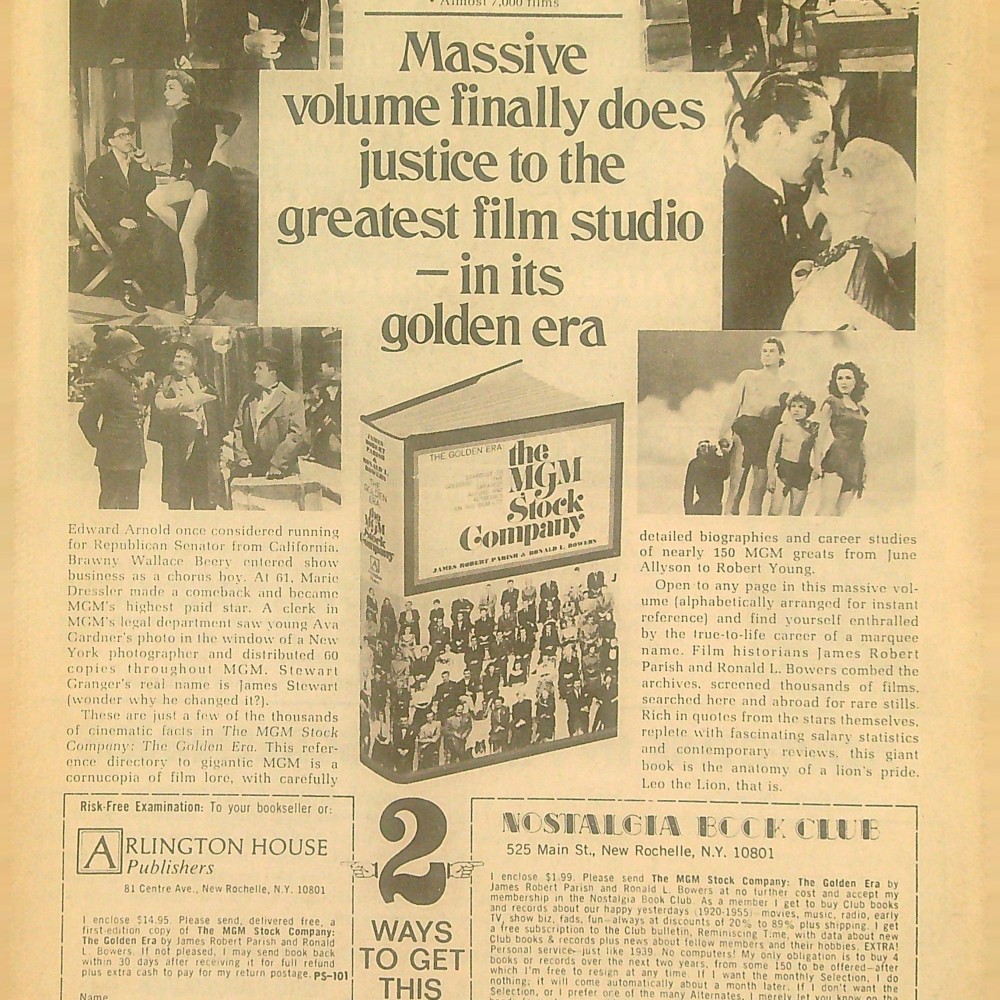 • Almost 7,000 films
Massive
volume finally does
justice to the
greatest film studio
— in its
golden era
JAMES
ROBERT
PARISH
&
RONALD L.
BOWERS
THE
GOLDEN
ERA
the
MGM
Stock
Company
THE GOLDEN ERA
the
MGM
Stock
Company
JAMES ROBERT PARISH & RONALD L. BOWERS
Edward Arnold once considered running
for Republican Senator from California.
Brawny Wallace Beery entered show
business as a chorus boy. At 61, Marie
Dressler made a comeback and became
MGM's highest paid star. A clerk in
MGM's legal department saw young Ava
Gardner's photo in the window of a New
York photographer and distributed 60
copies throughout MGM. Stewart
Granger's real name is James Stewart
(wonder why he changed it?).
These are just a few of the thousands
of cinematic facts in The MGM Stock
Company: The Golden Era. This refer-
ence directory to gigantic MGM is a
cornucopia of film lore, with carefully
detailed biographies and career studies
of nearly 150 MGM greats from June
Allyson to Robert Young.
Open to any page in this massive vol-
ume (alphabetically arranged for instant
reference) and find yourself enthralled
by the true-to-life career of a marquee
name. Film historians James Robert
Parish and Ronald L. Bowers combed the
archives, screened thousands of films,
searched here and abroad for rare stills.
Rich in quotes from the stars themselves,
replete with fascinating salary statistics
and contemporary reviews, this giant
book is the anatomy of a lion's pride.
Leo the Lion, that is.
Risk-Free Examination: To your bookseller or:
ARLINGTON HOUSE
Publishers
81 Centre Ave., New Rochelle, N.Y. 10801
I enclose $14.95. Please send, delivered free, a
first-edition copy of The MGM Stock Company:
The Golden Era by James Robert Parish and Ronald
L. Bowers. If not pleased, I may send book back
within 30 days after receiving it for full refund
plus extra cash to pay for my return postage. PS-101
Name
2
WAYS
TO GET
THIS
NOSTALGIA BOOK CLUB
525 Main St., New Rochelle, N.Y. 10801
I enclose $1.99. Please send The MGM Stock Company: The Golden Era by
James Robert Parish and Ronald L. Bowers at no further cost and accept my
membership in the Nostalgia Book Club. As a member I get to buy Club books
and records about our happy yesterdays (1920-1955)—movies, music, radio, early
TV, show biz, fads, fun—always at discounts of 20% to 89% plus shipping. I get
a free subscription to the Club bulletin, Reminiscing Time, with data about new
Club books & records plus news about fellow members and their hobbies. EXTRA!
Personal service—just like 1939. No computers! My only obligation is to buy 4
books or records over the next two years, from some 150 to be offered—after
which I'm free to resign at any time. If I want the monthly Selection, I do
nothing; it will come automatically about a month later. If I don't want the
Selection, or I prefer one of the many Alternates, I merely let you know on the